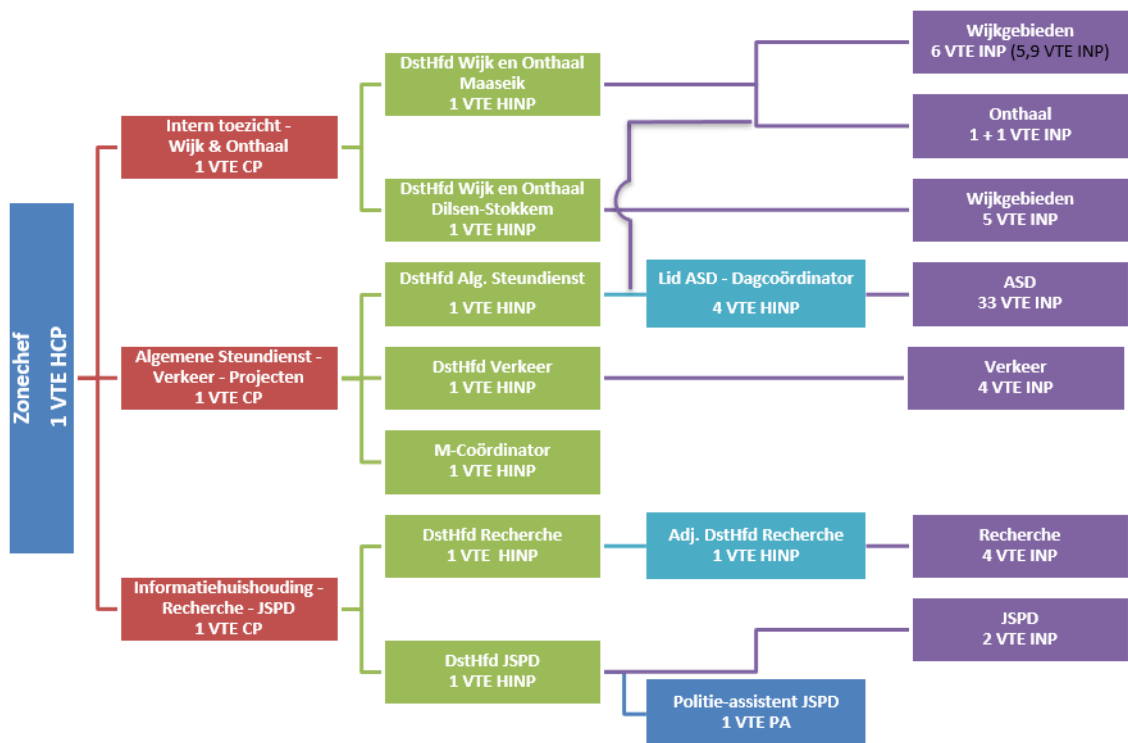 Zonechef
1 VTE HCP
Intern toezicht -
Wijk & Onthaal
1 VTE CP
Algemene Steundienst -
Verkeer - Projecten
1 VTE CP
Informatiehuishouding -
Recherche - JSPD
1 VTE CP
DstHfd Wijk en Onthaal
Maaseik
1 VTE HINP
DstHfd Wijk en Onthaal
Dilsen-Stokkem
1 VTE HINP
DstHfd Alg. Steundienst
1 VTE HINP
DstHfd Verkeer
1 VTE HINP
M-Coördinator
1 VTE HINP
DstHfd Recherche
1 VTE HINP
DstHfd JSPD
1 VTE HINP
Lid ASD - Dagcoördinator
4 VTE HINP
Adj. DstHfd Recherche
1 VTE HINP
Politie-assistent JSPD
1 VTE PA
Wijkgebieden
6 VTE INP (5,9 VTE INP)
Onthaal
1 + 1 VTE INP
Wijkgebieden
5 VTE INP
ASD
33 VTE INP
Verkeer
4 VTE INP
Recherche
4 VTE INP
JSPD
2 VTE INP